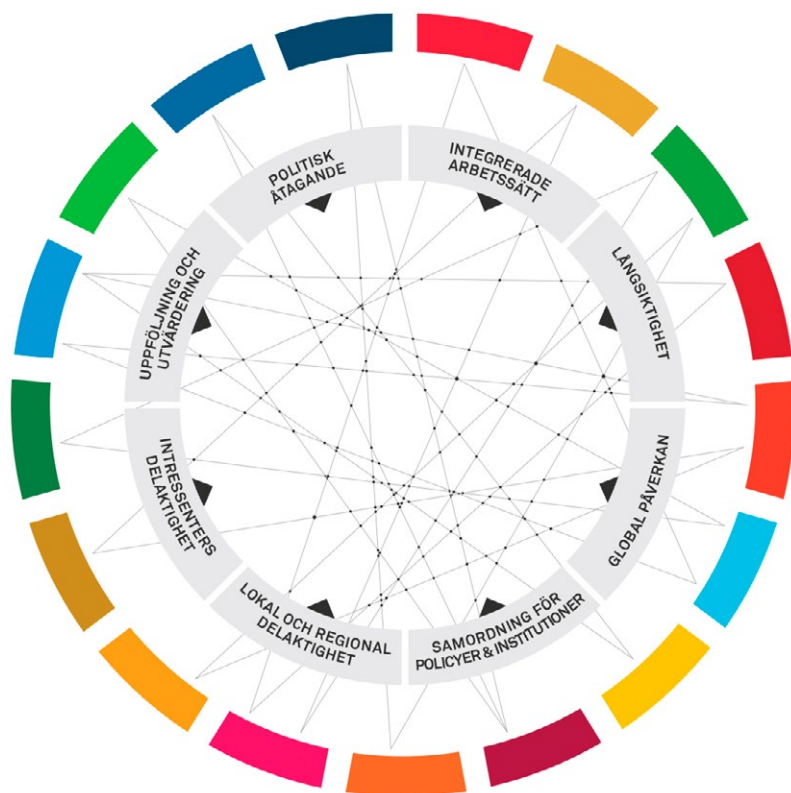 POLITISK
ÅTAGANDE
INTEGRERADE
ARBETSSÄTT
LÅNGSIKTIGHET
GLOBAL PÅVERKAN
SAMORDNING FÖR
POLICYER & INSTITUTIONER
LOKAL OCH REGIONAL
DELAKTIGHET
INTRESSENTERS
DELAKTIGHET
UPPFÖLJNING OCH
UTVÄRDERING